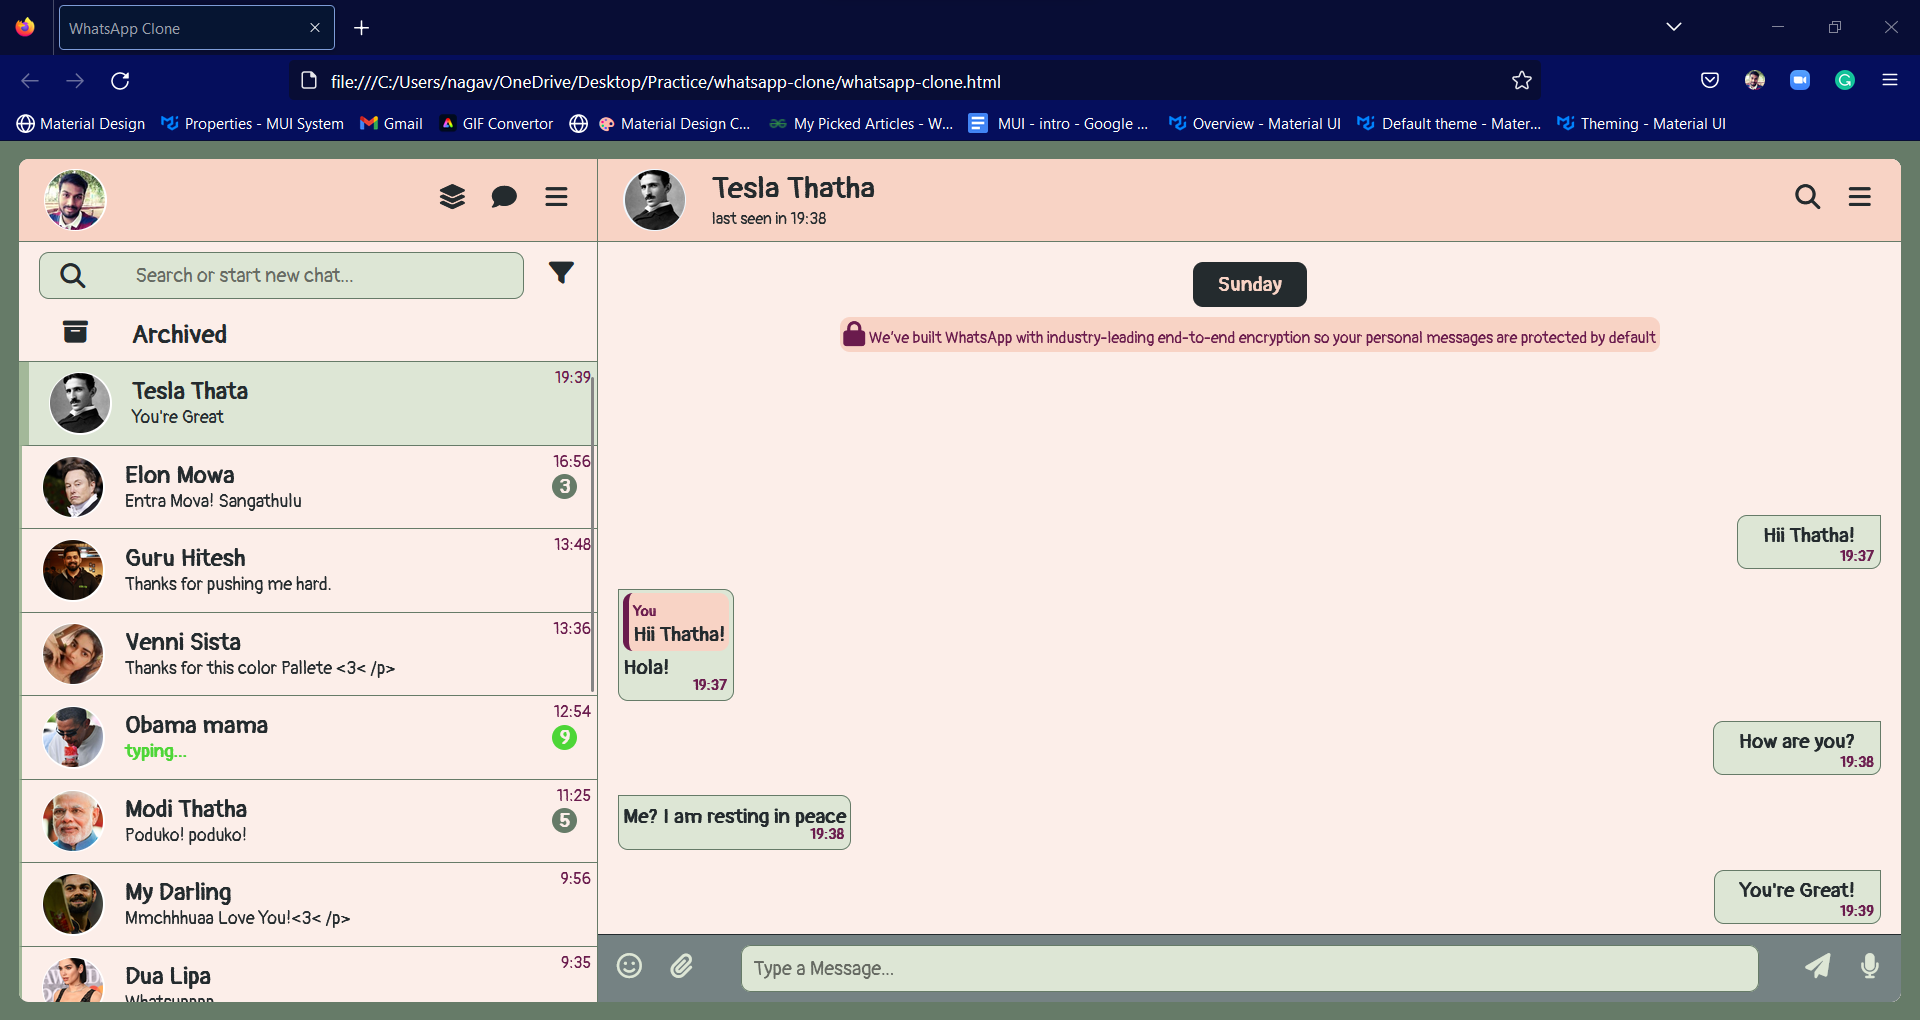 WhatsApp Clone
file:///C:/Users/nagav/OneDrive/Desktop/Practice/whatsapp-clone/whatsapp-clone.html
Material Design Properties - MUI System Gmail GIF Convertor Material Design C... My Picked Articles - W... MUI - intro - Google ... Overview - Material UI Default theme - Mater... Theming - Material UI
Search or start new chat...
Archived
Tesla Thata 19:39
You're Great
Elon Mowa 16:56
Entra Mova! Sangathulu 3
Guru Hitesh 13:48
Thanks for pushing me hard.
Venni Sista 13:36
Thanks for this color Pallete <3< /p>
Obama mama 12:54
typing... 9
Modi Thatha 11:25
Poduko! poduko! 5
My Darling 9:56
Mmchhhuaa Love You!<3< /p>
Dua Lipa 9:35
Tesla Thatha
last seen in 19:38
Sunday
We've built WhatsApp with industry-leading end-to-end encryption so your personal messages are protected by default
Hii Thatha!
19:37
You
Hii Thatha!
Hola!
19:37
How are you?
19:38
Me? I am resting in peace
19:38
You're Great!
19:39
Type a Message...